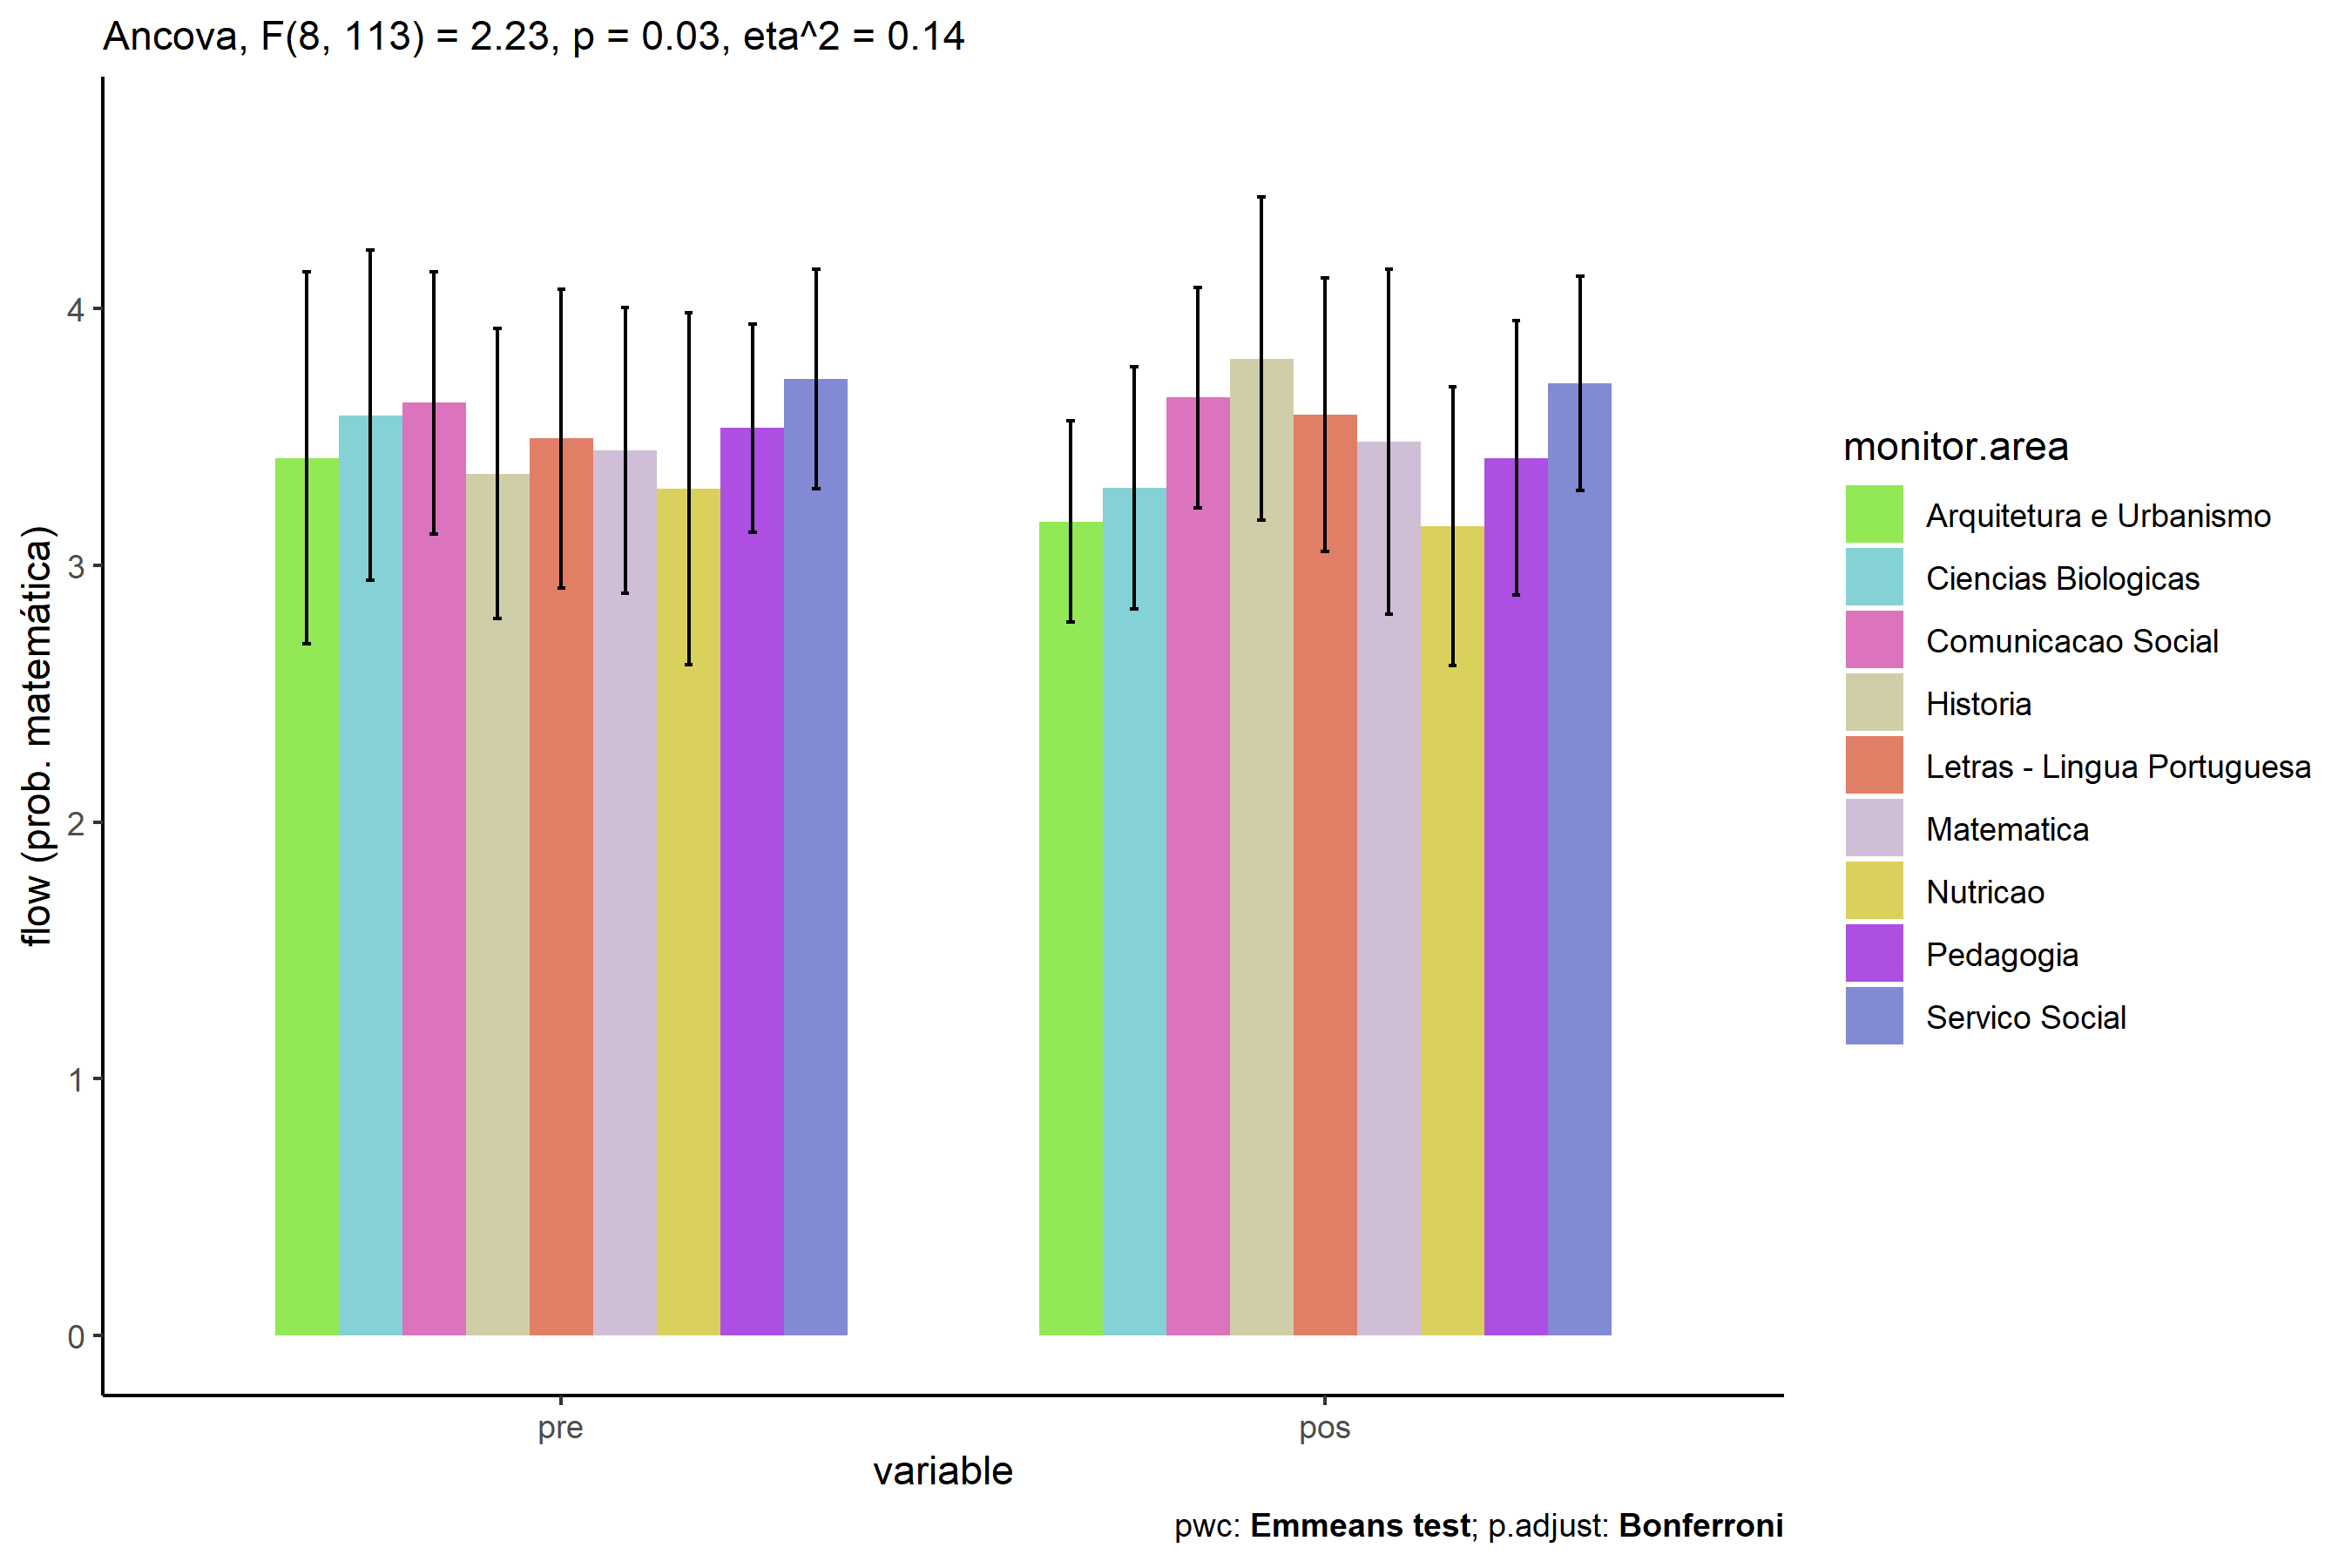 Ancova, F(8, 113) = 2.23, p = 0.03, eta^2 = 0.14
flow (prob. matemática)
4
3
2
1
0
pre
pos
variable
monitor.area
Arquitetura e Urbanismo
Ciencias Biologicas
Comunicacao Social
Historia
Letras - Lingua Portuguesa
Matematica
Nutricao
Pedagogia
Servico Social
pwc: Emmeans test; p.adjust: Bonferroni